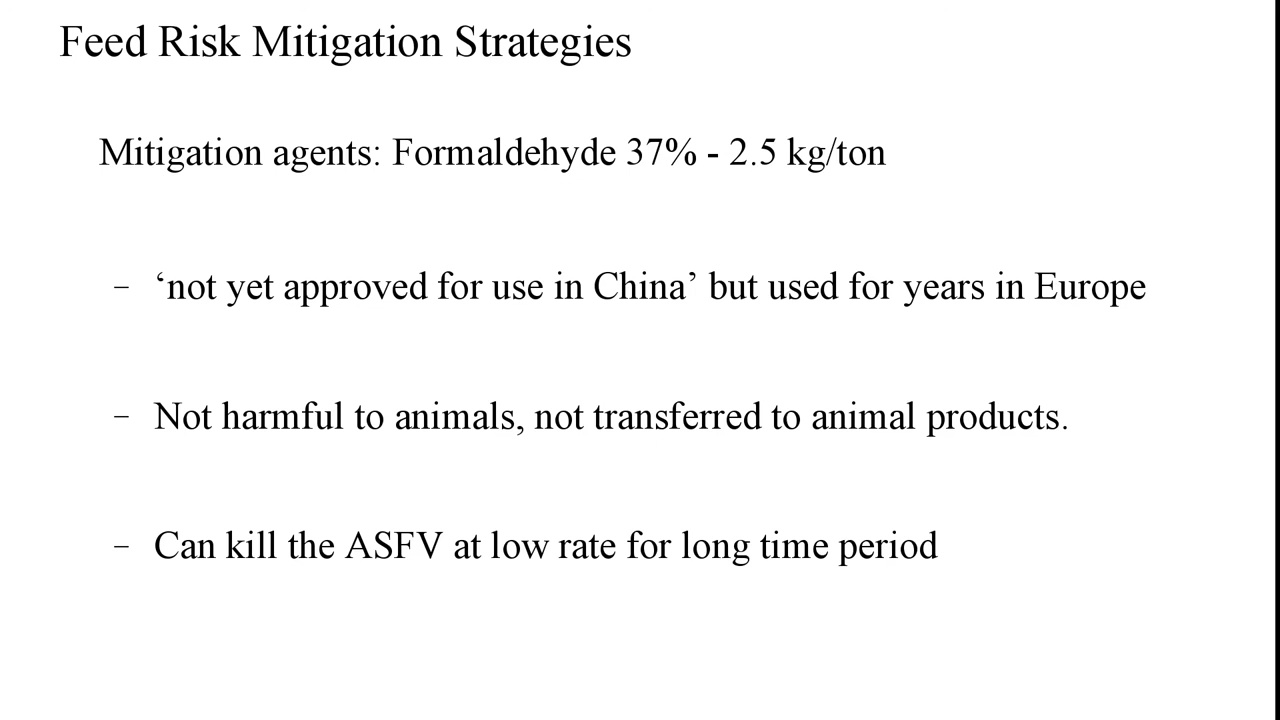 Feed Risk Mitigation Strategies
Mitigation agents: Formaldehyde 37% - 2.5 kg/ton
– ‘not yet approved for use in China’ but used for years in Europe
– Not harmful to animals, not transferred to animal products.
– Can kill the ASFV at low rate for long time period